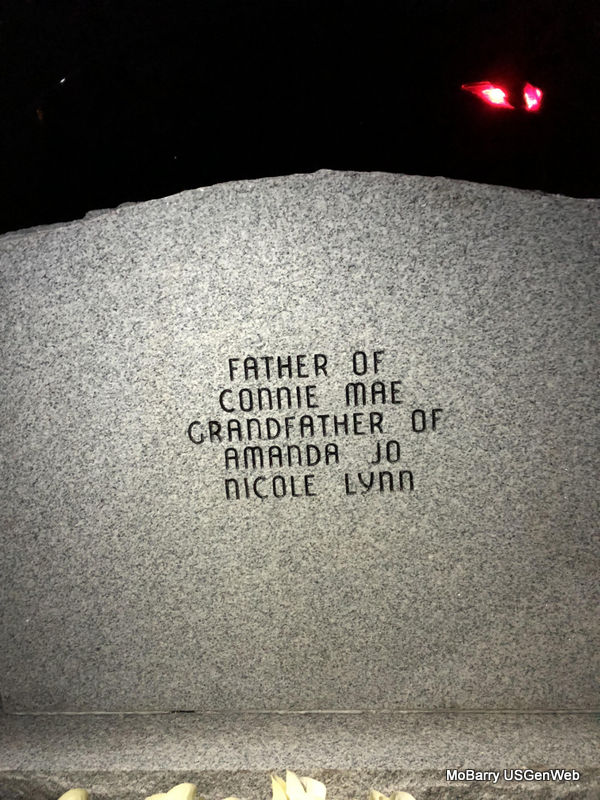 FATHER OF
CONNIE MAE
GRANDFATHER OF
AMANDA JO
NICOLE LYNN
MoBarry USGenWeb